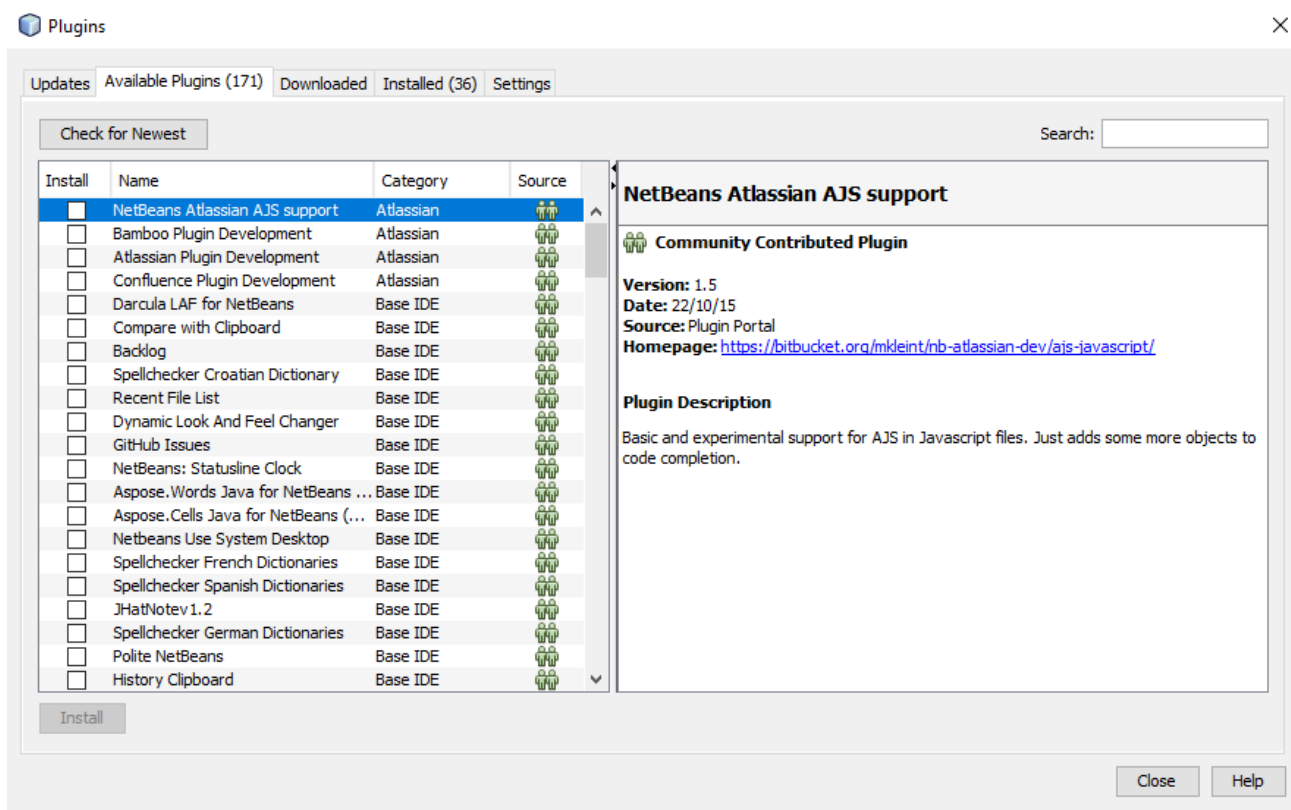 Plugins
Updates Available Plugins (171) Downloaded Installed (36) Settings
Check for Newest Search:
Install Name Category Source
NetBeans Atlassian AJS support Atlassian
Bamboo Plugin Development Atlassian
Atlassian Plugin Development Atlassian
Confluence Plugin Development Atlassian
Darcula LAF for NetBeans Base IDE
Compare with Clipboard Base IDE
Backlog Base IDE
Spellchecker Croatian Dictionary Base IDE
Recent File List Base IDE
Dynamic Look And Feel Changer Base IDE
GitHub Issues Base IDE
NetBeans: Statusline Clock Base IDE
Aspose.Words Java for NetBeans ... Base IDE
Aspose.Cells Java for NetBeans (... Base IDE
Netbeans Use System Desktop Base IDE
Spellchecker French Dictionaries Base IDE
Spellchecker Spanish Dictionaries Base IDE
JHatNotev1.2 Base IDE
Spellchecker German Dictionaries Base IDE
Polite NetBeans Base IDE
History Clipboard Base IDE
NetBeans Atlassian AJS support
Community Contributed Plugin
Version: 1.5
Date: 22/10/15
Source: Plugin Portal
Homepage: https://bitbucket.org/mkleint/nb-atlassian-dev/ajs-javascript/
Plugin Description
Basic and experimental support for AJS in Javascript files. Just adds some more objects to
code completion.
Install
Close Help